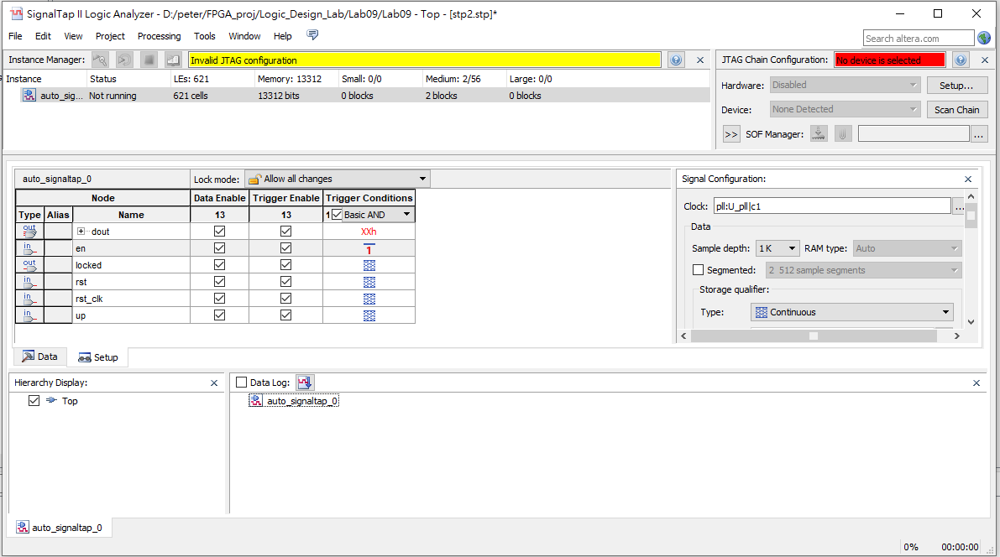 SignalTap II Logic Analyzer - D:/peter/FPGA_proj/Logic_Design_Lab/Lab09/Lab09 - Top - [stp2.stp]*
File Edit View Project Processing Tools Window Help
Search altera.com
Instance Manager: Invalid JTAG configuration
Instance Status LEs: 621 Memory: 13312 Small: 0/0 Medium: 2/56 Large: 0/0
auto_sig... Not running 621 cells 13312 bits 0 blocks 2 blocks 0 blocks
JTAG Chain Configuration: No device is selected
Hardware: Disabled Setup...
Device: None Detected Scan Chain
>> SOF Manager: ...
auto_signaltap_0 Lock mode: Allow all changes
Node Data Enable Trigger Enable Trigger Conditions
Type Alias Name 13 13 1 Basic AND
out dout XXh
in en 1
out locked
in rst
in rst_clk
in up
Signal Configuration:
Clock: pll:U_pll|c1 ...
Data
Sample depth: 1 K RAM type: Auto
Segmented: 2 512 sample segments
Storage qualifier:
Type: Continuous
Data Setup
Hierarchy Display:
Top
Data Log:
auto_signaltap_0
auto_signaltap_0
0% 00:00:00